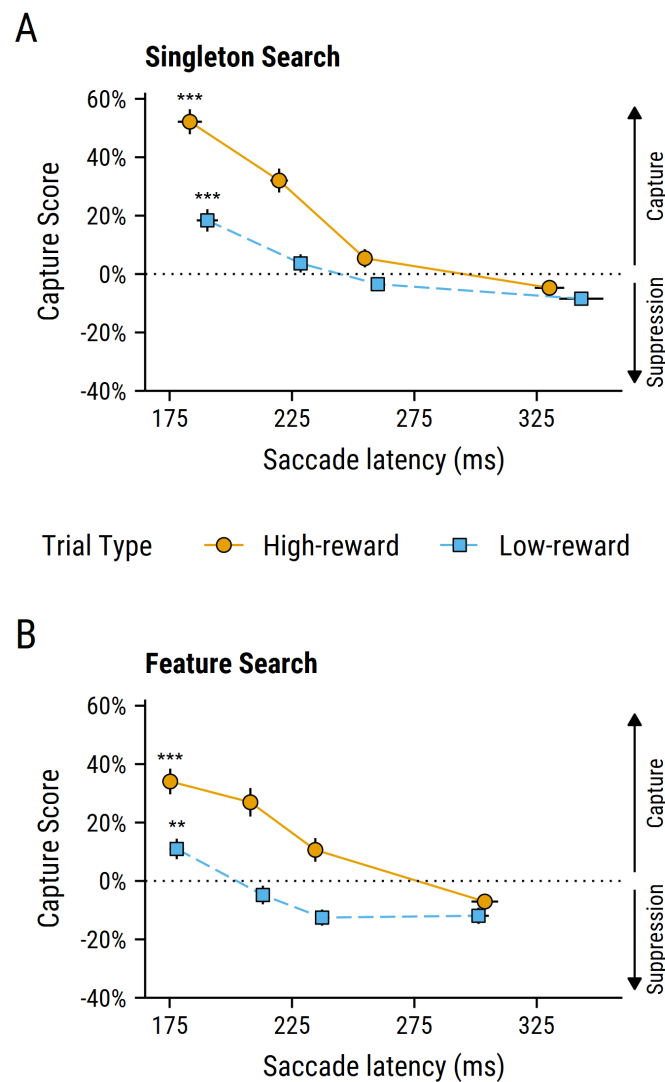 A
Singleton Search
60%
40%
20%
0%
-20%
-40%
Capture Score
***
***
Capture
Suppression
175 225 275 325
Saccade latency (ms)
Trial Type High-reward Low-reward
B
Feature Search
60%
40%
20%
0%
-20%
-40%
Capture Score
***
**
Capture
Suppression
175 225 275 325
Saccade latency (ms)